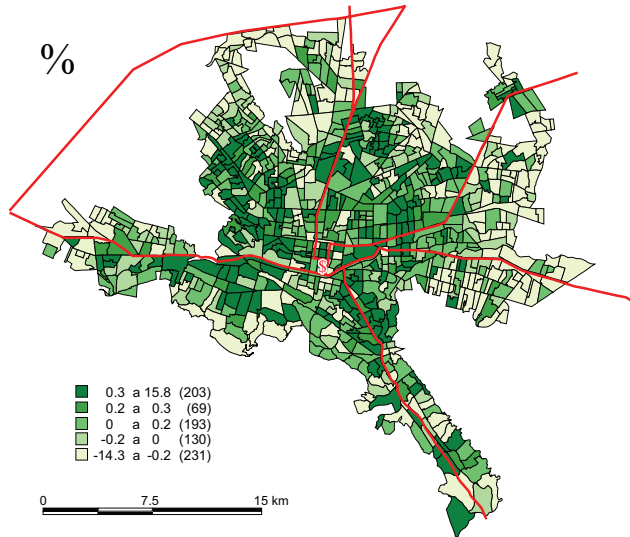 %
$
0.3 a 15.8 (203)
0.2 a 0.3 (69)
0 a 0.2 (193)
-0.2 a 0 (130)
-14.3 a -0.2 (231)
0 7.5 15 km